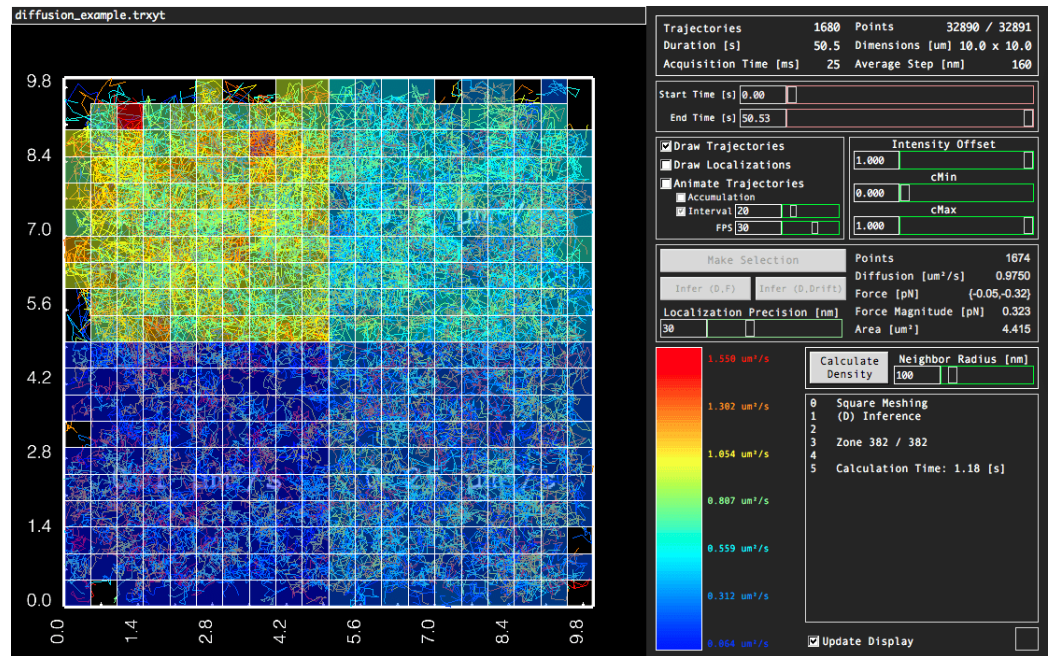 diffusion_example.trxyt
9.8
8.4
7.0
5.6
4.2
2.8
1.4
0.0
0.0 1.4 2.8 4.2 5.6 7.0 8.4 9.8
Trajectories 1680 Points 32890 / 32891
Duration [s] 50.5 Dimensions [um] 10.0 x 10.0
Acquisition Time [ms] 25 Average Step [nm] 160
Start Time [s] 0.00
End Time [s] 50.53
Draw Trajectories
Draw Localizations
Animate Trajectories
Accumulation
Interval 20
FPS 30
Intensity Offset
1.000
cMin
0.000
cMax
1.000
Make Selection
Infer (D,F) Infer (D,Drift)
Localization Precision [nm]
30
Points 1674
Diffusion [um²/s] 0.9750
Force [pN] {-0.05,-0.32}
Force Magnitude [pN] 0.323
Area [um²] 4.415
1.550 um²/s
1.302 um²/s
1.054 um²/s
0.807 um²/s
0.559 um²/s
0.312 um²/s
0.064 um²/s
Calculate Density
Neighbor Radius [nm]
100
0 Square Meshing
1 (D) Inference
2
3 Zone 382 / 382
4
5 Calculation Time: 1.18 [s]
Update Display